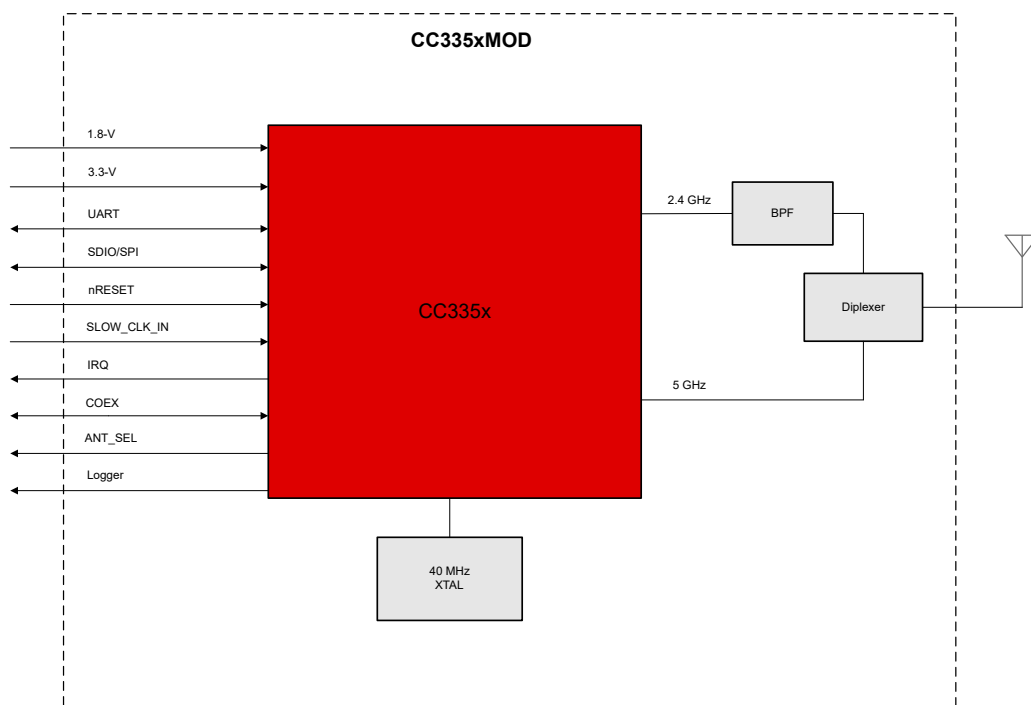 CC335xMOD
1.8-V
3.3-V
UART
SDIO/SPI
nRESET
SLOW_CLK_IN
IRQ
COEX
ANT_SEL
Logger
CC335x
2.4 GHz
BPF
Diplexer
5 GHz
40 MHz
XTAL